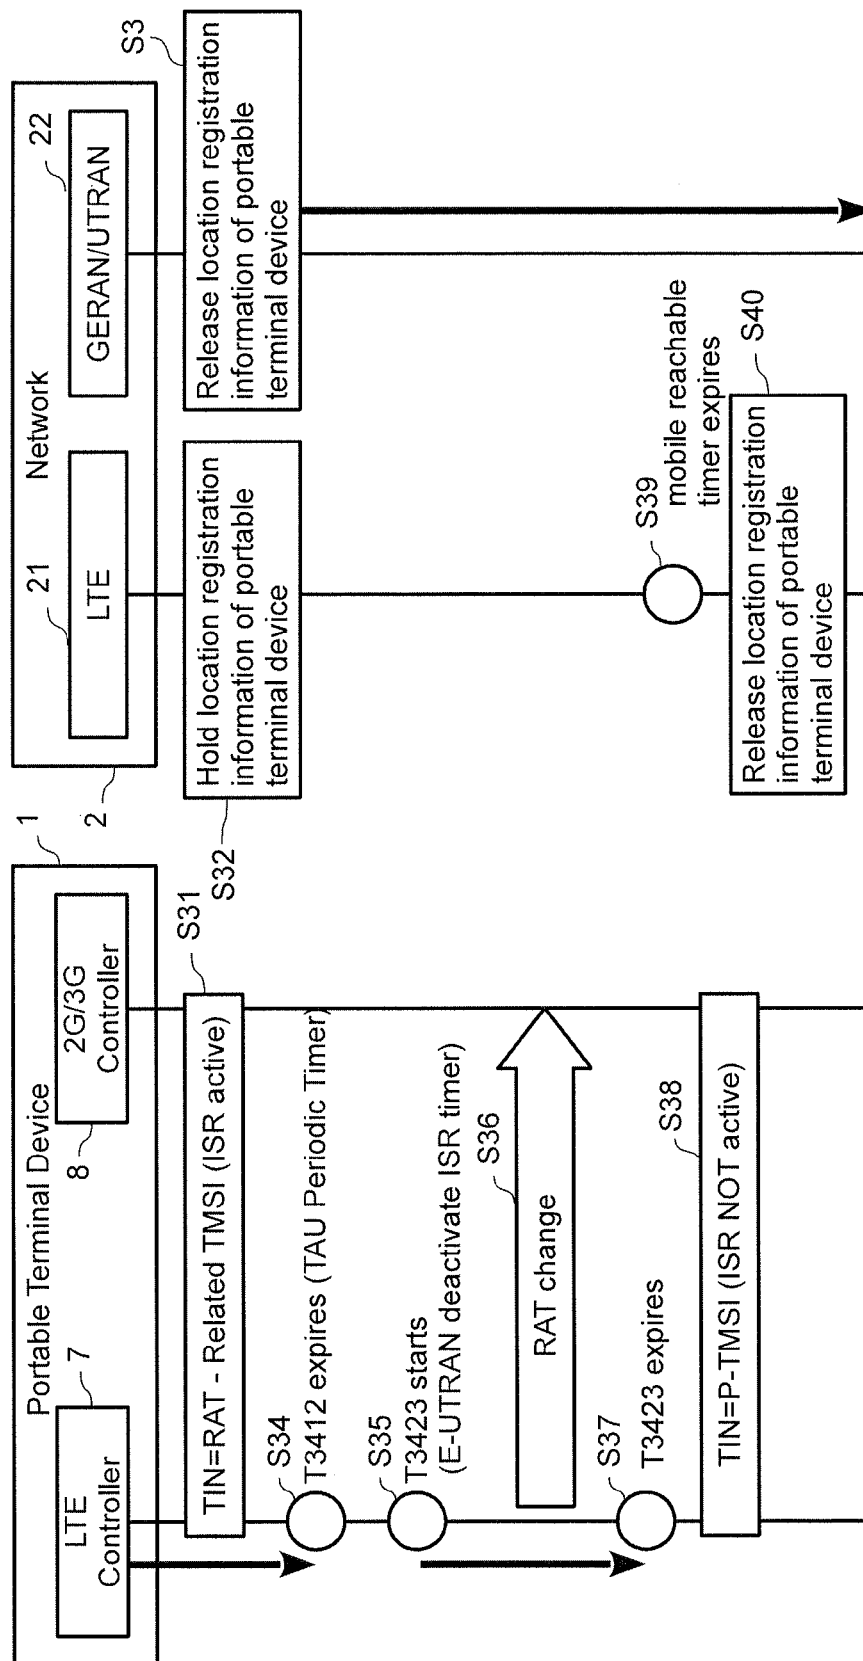 Portable Terminal Device
1
7
LTE
Controller
8
2G/3G
Controller
2
Network
21
LTE
22
GERAN/UTRAN
TIN=RAT - Related TMSI (ISR active)
S31
S32
Hold location registration
information of portable
terminal device
S3
Release location registration
information of portable
terminal device
S34
T3412 expires (TAU Periodic Timer)
S35
T3423 starts
(E-UTRAN deactivate ISR timer)
S36
RAT change
S37
T3423 expires
S38
TIN=P-TMSI (ISR NOT active)
S39
mobile reachable
timer expires
S40
Release location registration
information of portable
terminal device